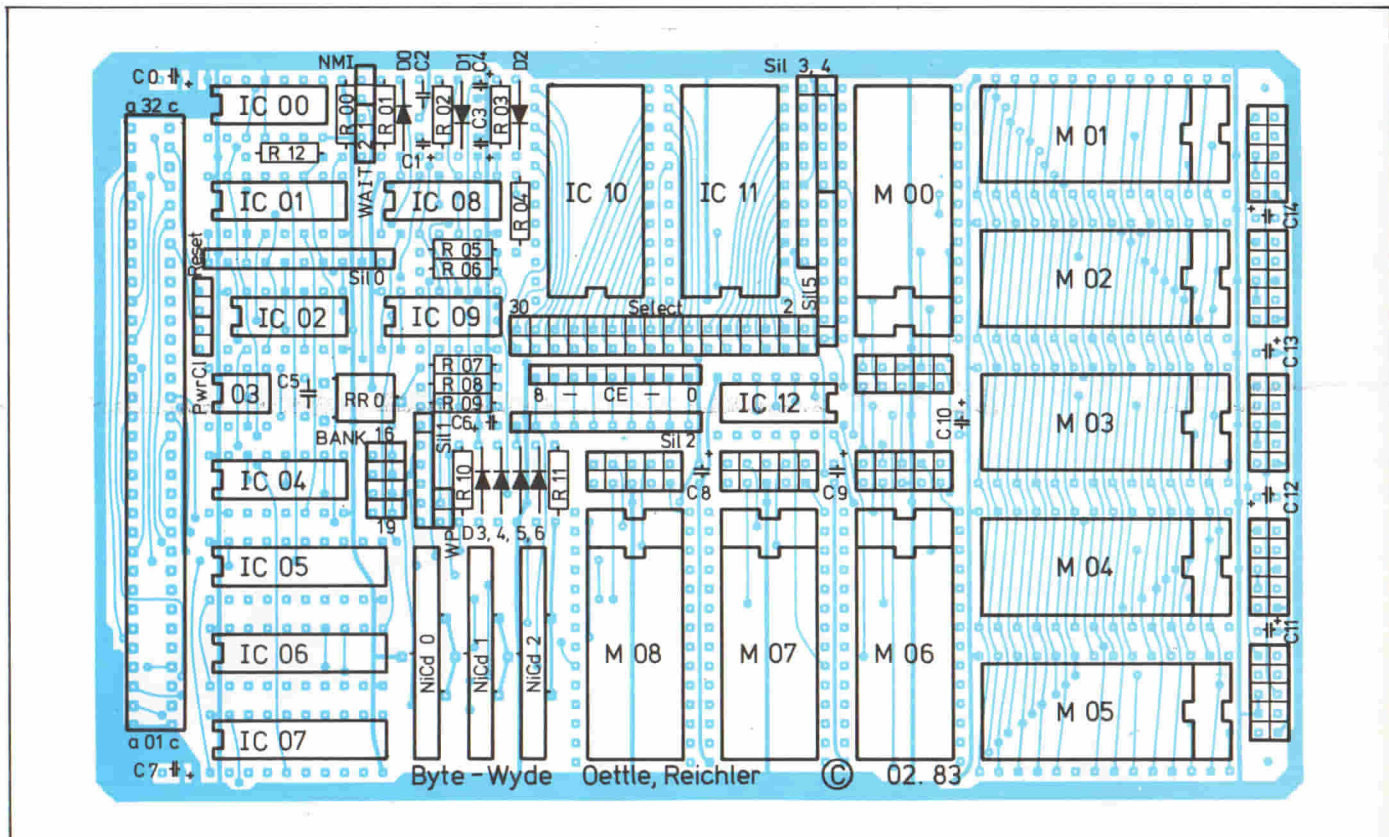 C0 +
NMI
D0
C2
D1
C4
D2
Sil 3, 4
a 32 c
IC 00
R 00
2 1
R 01
R 02
C3
R 03
IC 10
IC 11
M 00
M 01
R 12
C1 +
C14 +
WAIT
IC 01
IC 08
R 04
R 05
R 06
Reset
Sil 0
M 02
IC 02
IC 09
30 Select 2
Sil 5
C13 +
PwrCl
03
C5
RR 0
R 07
R 08
R 09
8 – CE – 0
IC 12
C6 +
Sil 1
Sil 2
C10 +
M 03
BANK 16
IC 04
19
R 10
R 11
C8 +
C9 +
C12 +
WP
D 3, 4, 5, 6
IC 05
M 04
IC 06
NiCd 0
NiCd 1
NiCd 2
M 08
M 07
M 06
C11 +
M 05
IC 07
a 01 c
C7 +
Byte – Wyde Oettle, Reichler © 02. 83